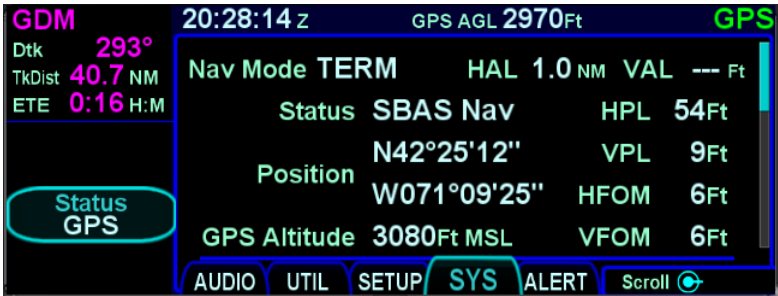 GDM
Dtk 293°
TkDist 40.7 NM
ETE 0:16 H:M
Status
GPS
20:28:14 Z GPS AGL 2970Ft GPS
Nav Mode TERM HAL 1.0 NM VAL --- Ft
Status SBAS Nav HPL 54Ft
Position N42°25'12" VPL 9Ft
W071°09'25" HFOM 6Ft
GPS Altitude 3080Ft MSL VFOM 6Ft
AUDIO UTIL SETUP SYS ALERT Scroll